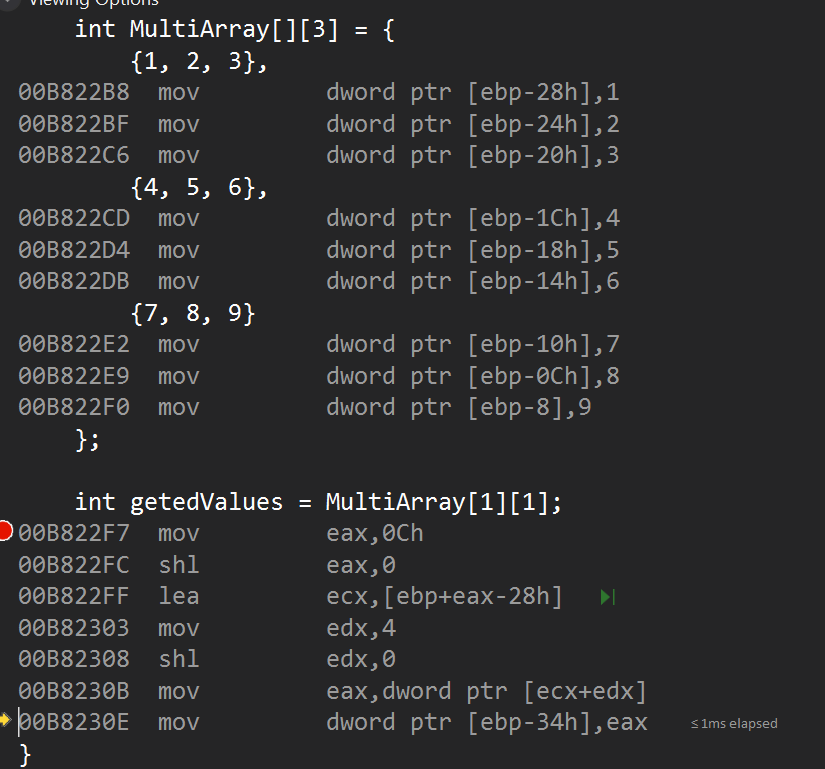 Viewing Options
int MultiArray[][3] = {
{1, 2, 3},
00B822B8 mov dword ptr [ebp-28h],1
00B822BF mov dword ptr [ebp-24h],2
00B822C6 mov dword ptr [ebp-20h],3
{4, 5, 6},
00B822CD mov dword ptr [ebp-1Ch],4
00B822D4 mov dword ptr [ebp-18h],5
00B822DB mov dword ptr [ebp-14h],6
{7, 8, 9}
00B822E2 mov dword ptr [ebp-10h],7
00B822E9 mov dword ptr [ebp-0Ch],8
00B822F0 mov dword ptr [ebp-8],9
};
int getedValues = MultiArray[1][1];
00B822F7 mov eax,0Ch
00B822FC shl eax,0
00B822FF lea ecx,[ebp+eax-28h]
00B82303 mov edx,4
00B82308 shl edx,0
00B8230B mov eax,dword ptr [ecx+edx]
00B8230E mov dword ptr [ebp-34h],eax ≤1ms elapsed
}